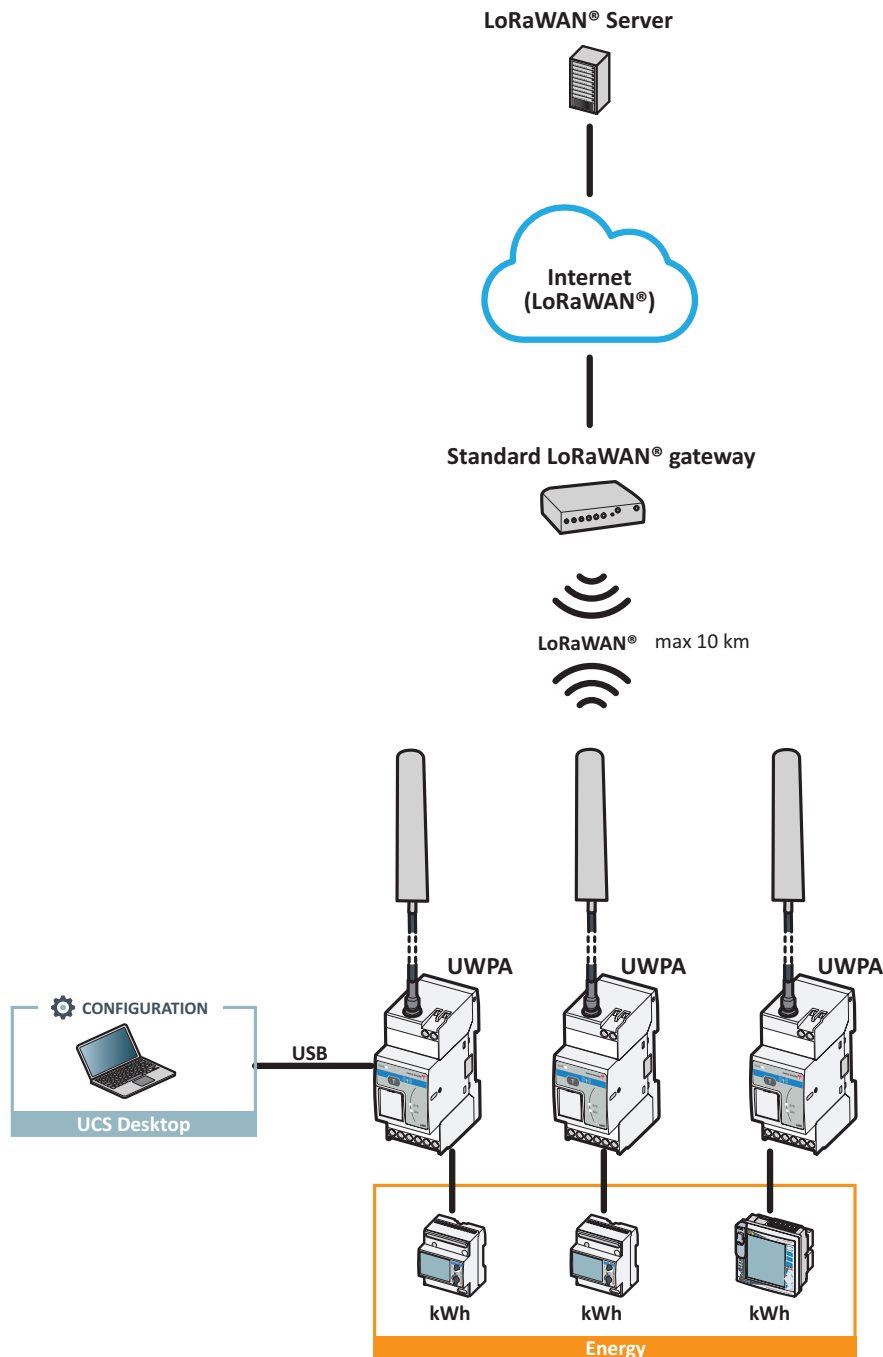 LoRaWAN® Server
Internet
(LoRaWAN®)
Standard LoRaWAN® gateway
LoRaWAN® max 10 km
UWPA
UWPA
UWPA
CONFIGURATION
USB
UCS Desktop
kWh
kWh
kWh
Energy